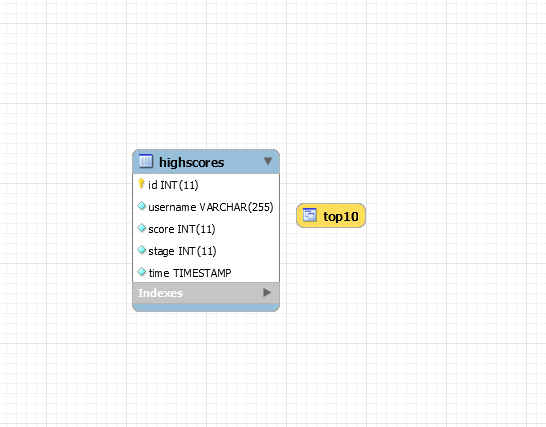 highscores
id INT(11)
username VARCHAR(255)
score INT(11)
stage INT(11)
time TIMESTAMP
Indexes
top10